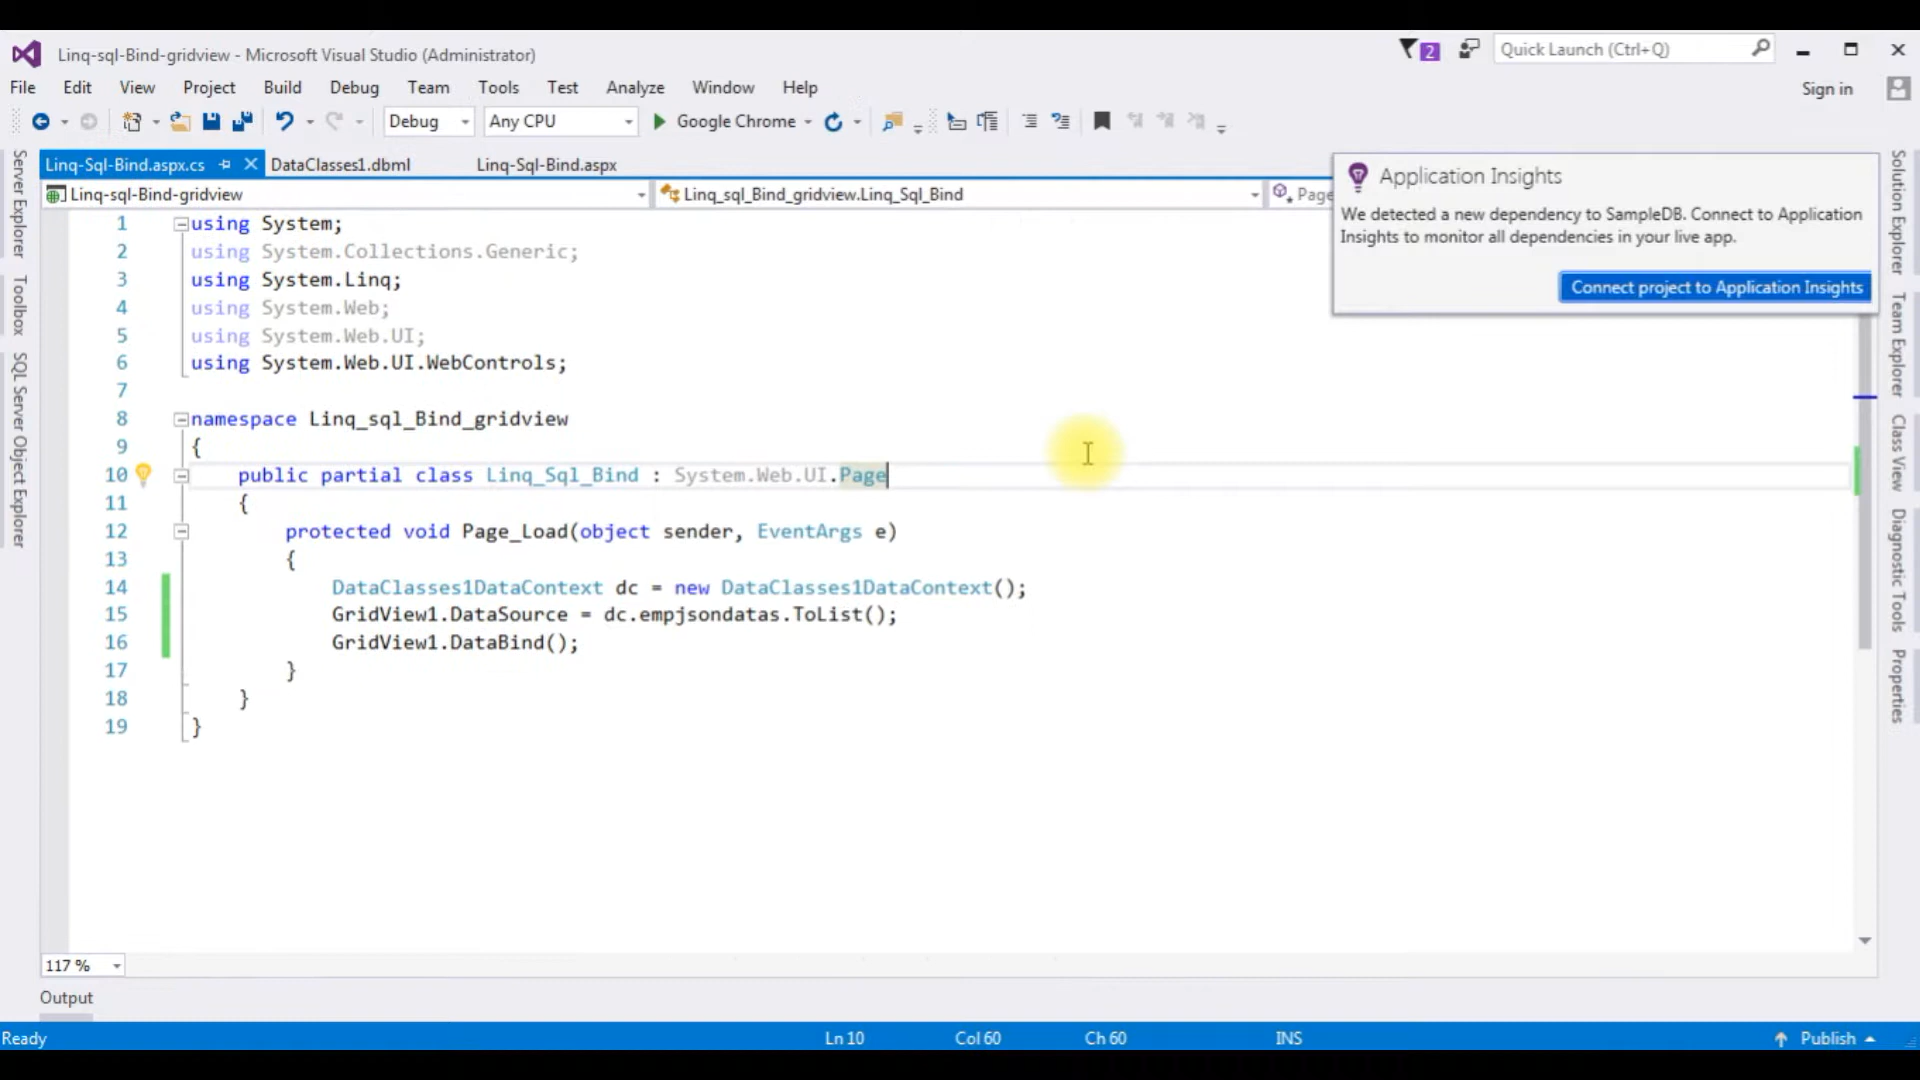 Linq-sql-Bind-gridview - Microsoft Visual Studio (Administrator)
2
Quick Launch (Ctrl+Q)
File Edit View Project Build Debug Team Tools Test Analyze Window Help
Sign in
Debug Any CPU Google Chrome
Linq-Sql-Bind.aspx.cs DataClasses1.dbml Linq-Sql-Bind.aspx
Linq-sql-Bind-gridview Linq_sql_Bind_gridview.Linq_Sql_Bind Page
Application Insights
We detected a new dependency to SampleDB. Connect to Application
Insights to monitor all dependencies in your live app.
Connect project to Application Insights
Server Explorer
Toolbox
SQL Server Object Explorer
1 using System;
2 using System.Collections.Generic;
3 using System.Linq;
4 using System.Web;
5 using System.Web.UI;
6 using System.Web.UI.WebControls;
7
8 namespace Linq_sql_Bind_gridview
9 {
10 public partial class Linq_Sql_Bind : System.Web.UI.Page
11 {
12 protected void Page_Load(object sender, EventArgs e)
13 {
14 DataClasses1DataContext dc = new DataClasses1DataContext();
15 GridView1.DataSource = dc.empjsondatas.ToList();
16 GridView1.DataBind();
17 }
18 }
19 }
Solution Explorer
Team Explorer
Class View
Diagnostic Tools
Properties
117 %
Output
Ready Ln 10 Col 60 Ch 60 INS Publish